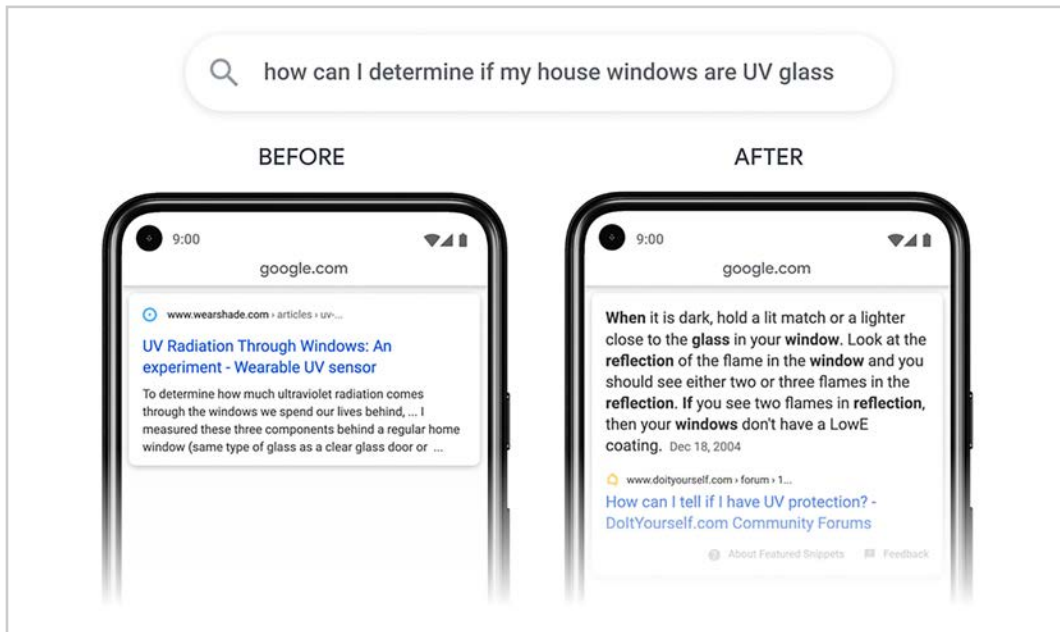 how can I determine if my house windows are UV glass
BEFORE
9:00
google.com
www.wearshade.com › articles › uv-...
UV Radiation Through Windows: An
experiment - Wearable UV sensor
To determine how much ultraviolet radiation comes
through the windows we spend our lives behind, ... I
measured these three components behind a regular home
window (same type of glass as a clear glass door or ...
AFTER
9:00
google.com
When it is dark, hold a lit match or a lighter
close to the glass in your window. Look at the
reflection of the flame in the window and you
should see either two or three flames in the
reflection. If you see two flames in reflection,
then your windows don't have a LowE
coating. Dec 18, 2004
www.doityourself.com › forum › 1...
How can I tell if I have UV protection? -
DoItYourself.com Community Forums
About Featured Snippets Feedback